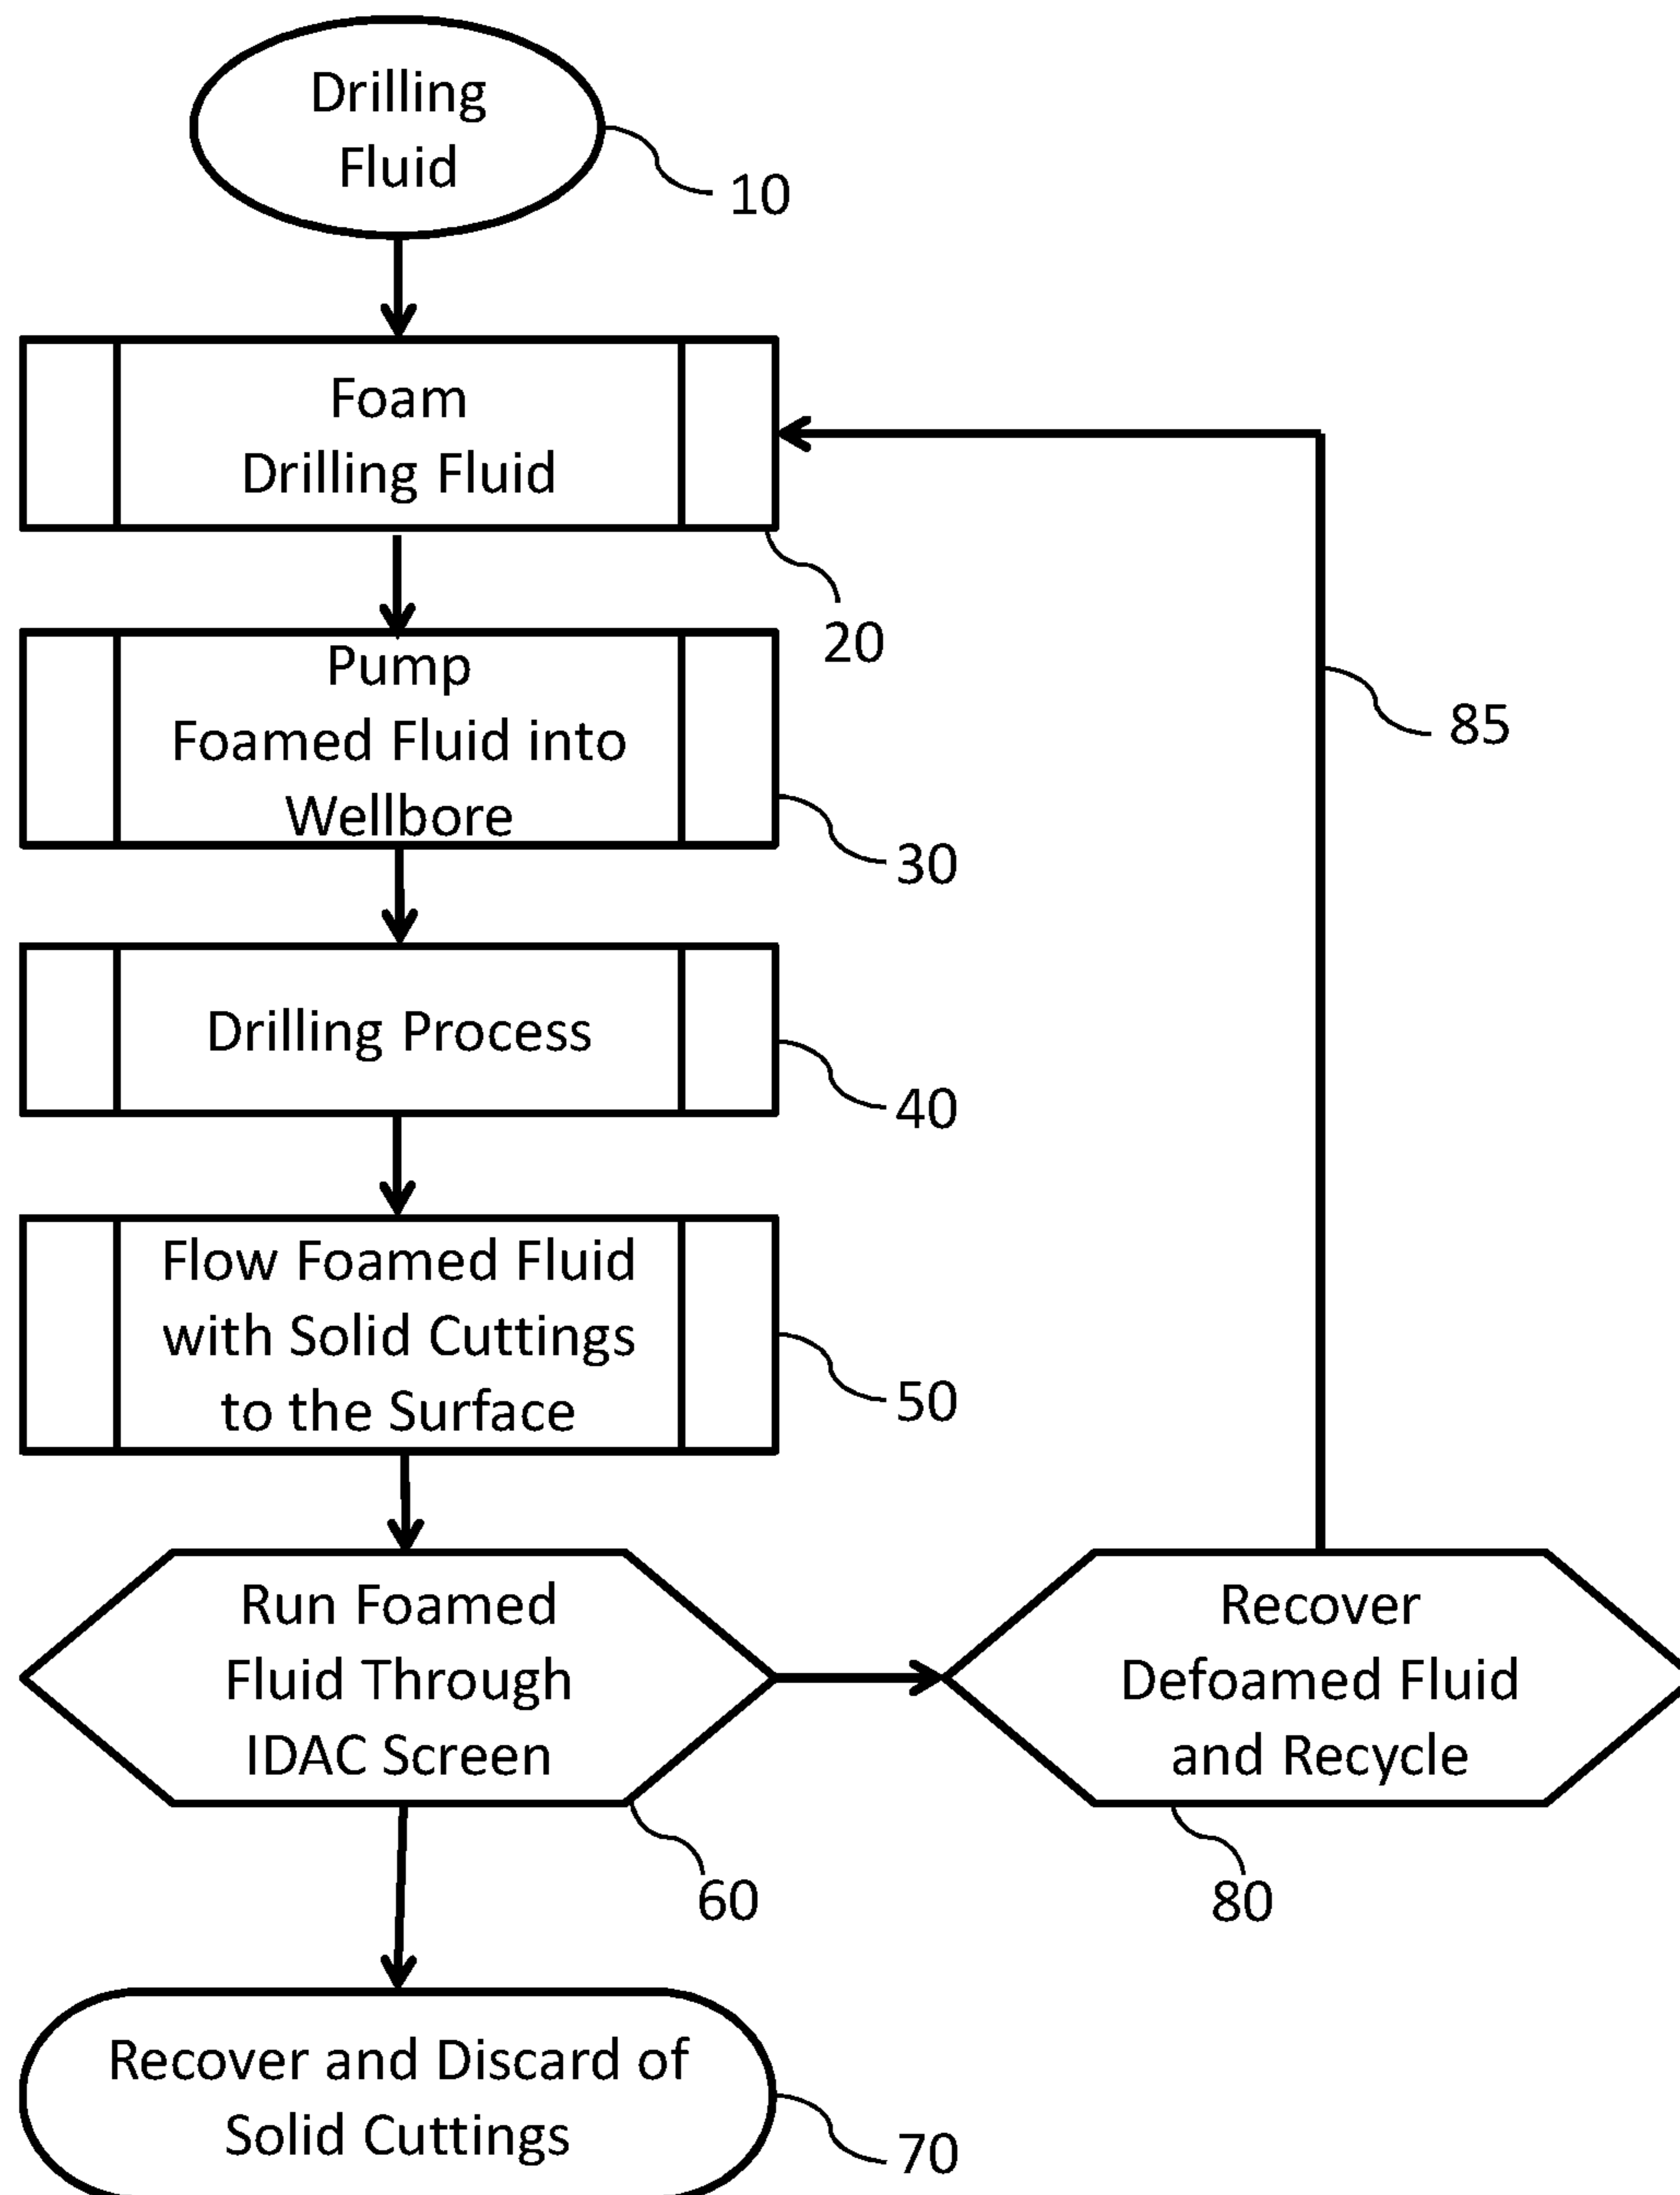 Drilling
Fluid
10
Foam
Drilling Fluid
20
Pump
Foamed Fluid into
Wellbore
85
30
Drilling Process
40
Flow Foamed Fluid
with Solid Cuttings
to the Surface
50
Run Foamed
Fluid Through
IDAC Screen
60
Recover
Defoamed Fluid
and Recycle
80
Recover and Discard of
Solid Cuttings
70